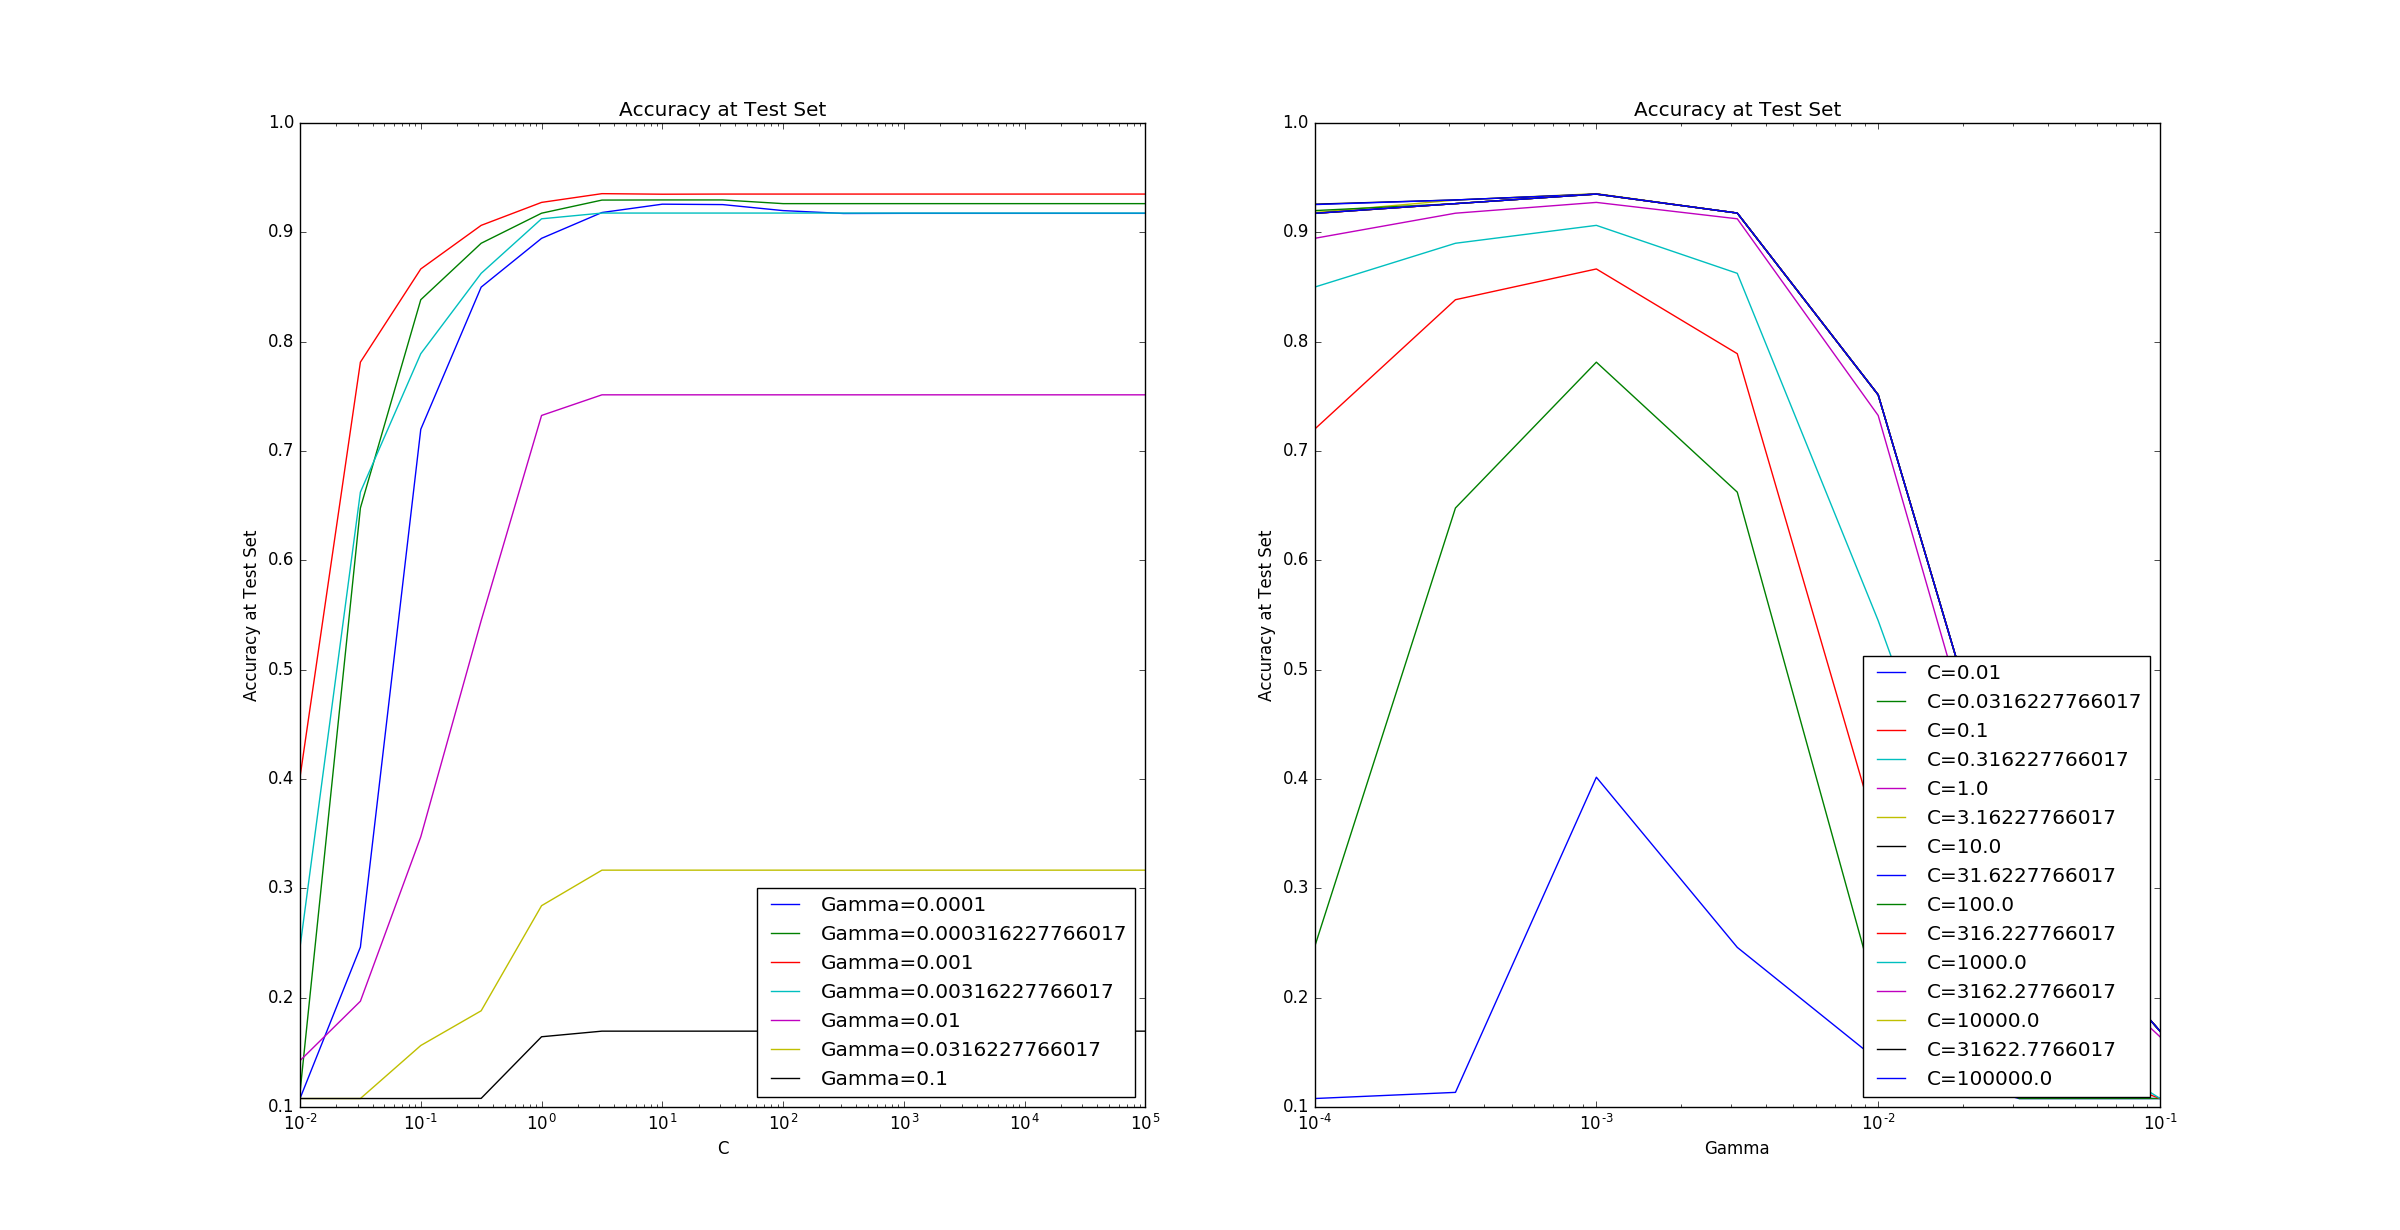 Accuracy at Test Set
1.0
0.9
0.8
0.7
0.6
0.5
0.4
0.3
0.2
0.1
Accuracy at Test Set
10⁻² 10⁻¹ 10⁰ 10¹ 10² 10³ 10⁴ 10⁵
C
Gamma=0.0001
Gamma=0.000316227766017
Gamma=0.001
Gamma=0.00316227766017
Gamma=0.01
Gamma=0.0316227766017
Gamma=0.1
Accuracy at Test Set
1.0
0.9
0.8
0.7
0.6
0.5
0.4
0.3
0.2
0.1
Accuracy at Test Set
10⁻⁴ 10⁻³ 10⁻² 10⁻¹
Gamma
C=0.01
C=0.0316227766017
C=0.1
C=0.316227766017
C=1.0
C=3.16227766017
C=10.0
C=31.6227766017
C=100.0
C=316.227766017
C=1000.0
C=3162.27766017
C=10000.0
C=31622.7766017
C=100000.0